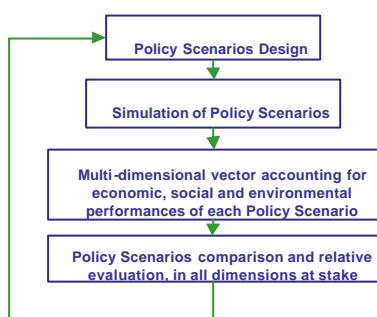 Policy Scenarios Design
Simulation of Policy Scenarios
Multi-dimensional vector accounting for
economic, social and environmental
performances of each Policy Scenario
Policy Scenarios comparison and relative
evaluation, in all dimensions at stake